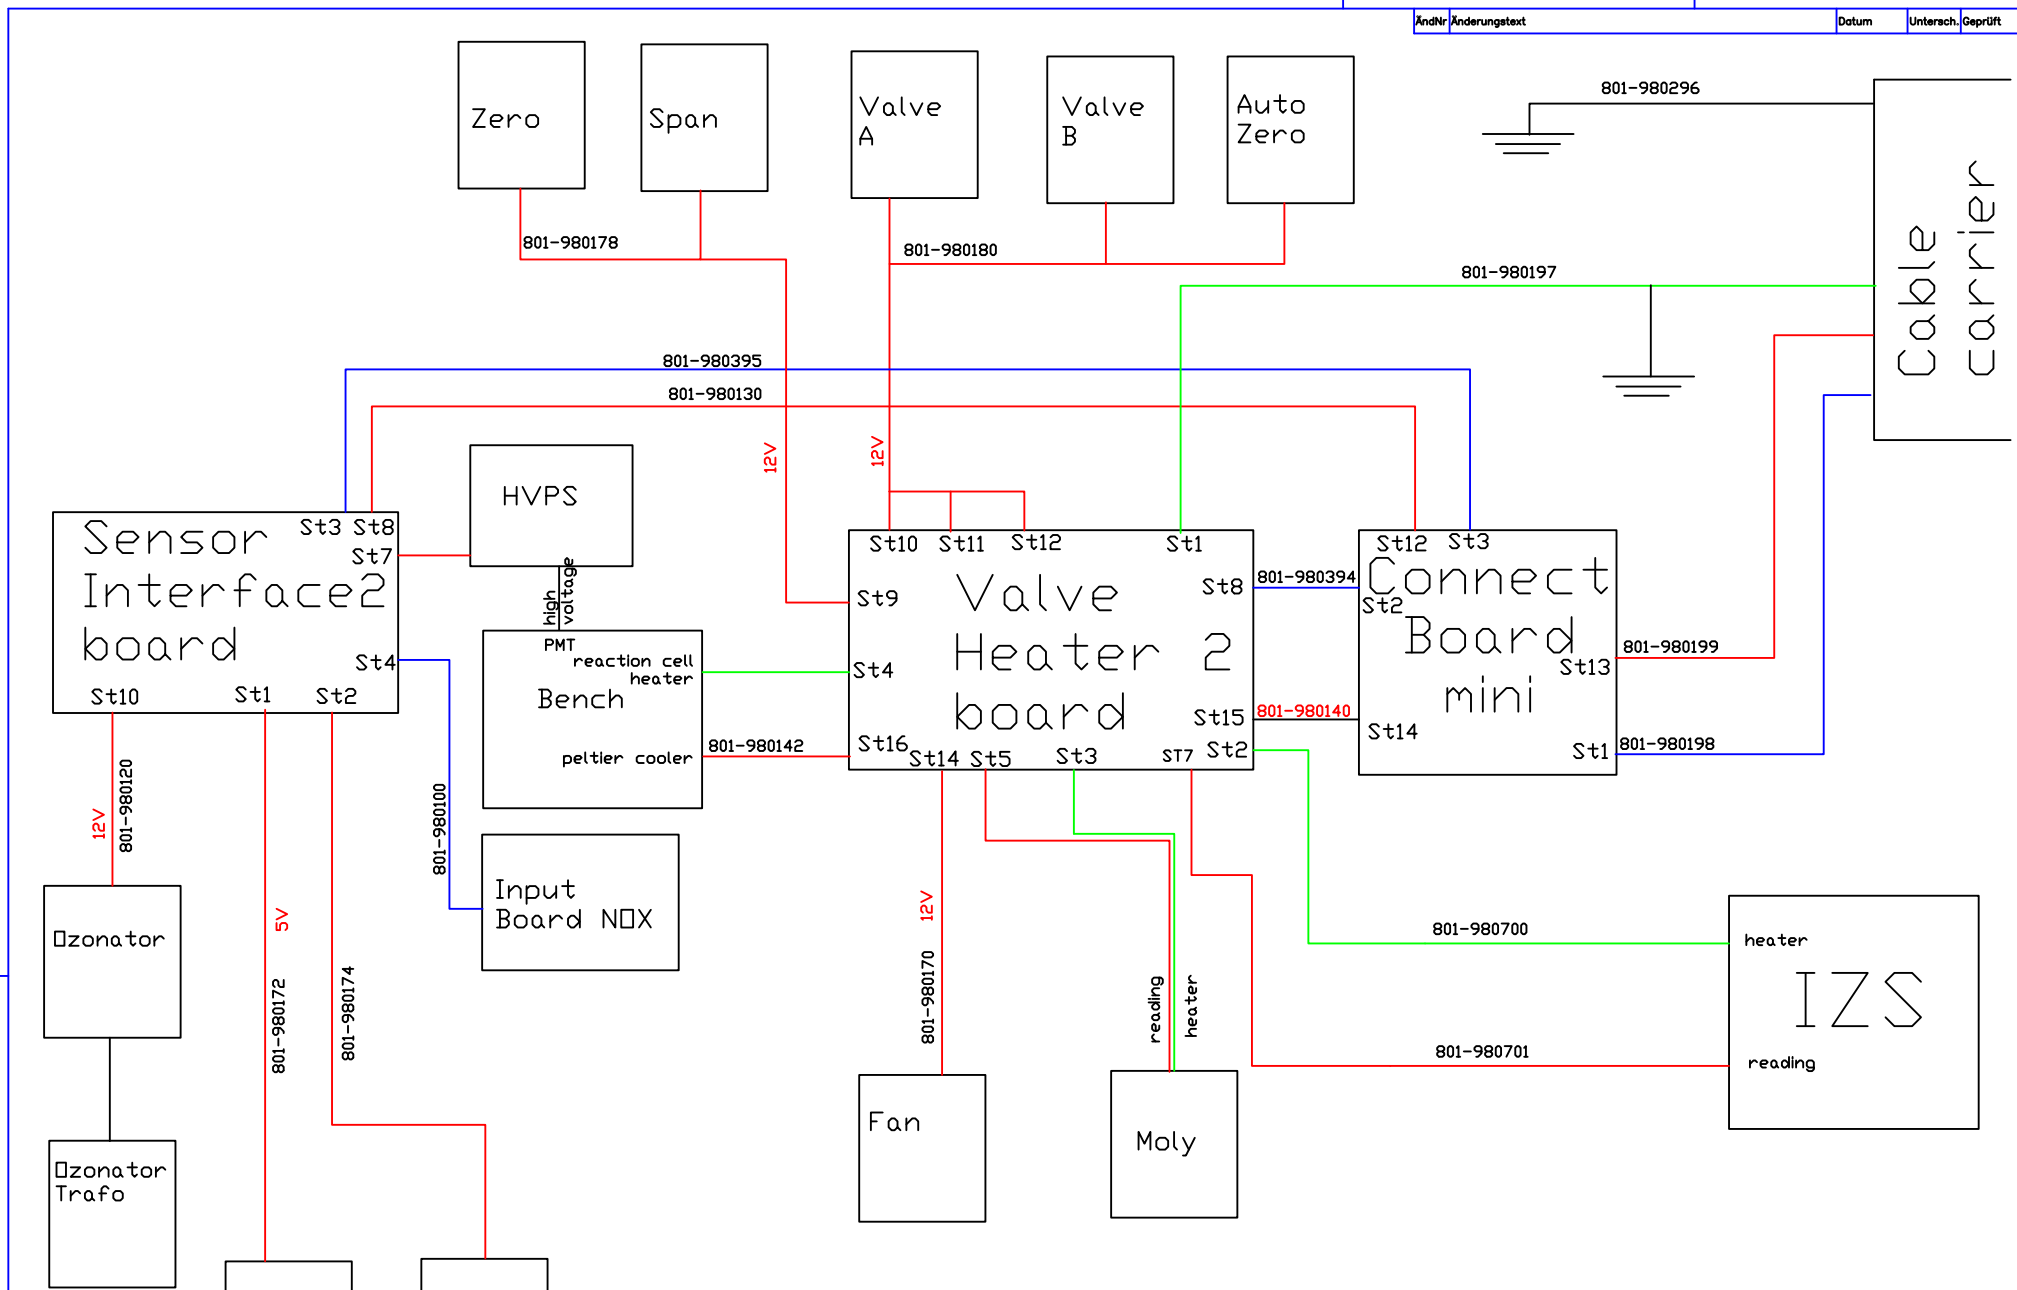 ÄndNr Änderungstext Datum Untersch. Geprüft
801-980296
Zero
Span
Valve
A
Valve
B
Auto
Zero
Cable
carrier
801-980178
801-980180
801-980197
801-980395
801-980130
12V
12V
HVPS
high
voltage
Sensor
Interface2
board
St3 St8
St7
St4
St10
St1
St2
PMT
reaction cell
heater
Bench
peltier cooler
801-980142
St10
St11
St12
St1
St9
St8
St4
Valve
Heater 2
board
St15
St16
St14
St5
St3
ST7
St2
801-980394
801-980140
St12
St3
Connect
St2
Board
St13
mini
St14
St1
801-980199
801-980198
12V
801-980120
801-980100
Input
Board NOX
Ozonator
5V
801-980172
801-980174
12V
801-980170
reading
heater
801-980700
heater
IZS
801-980701
reading
Fan
Moly
Ozonator
Trafo